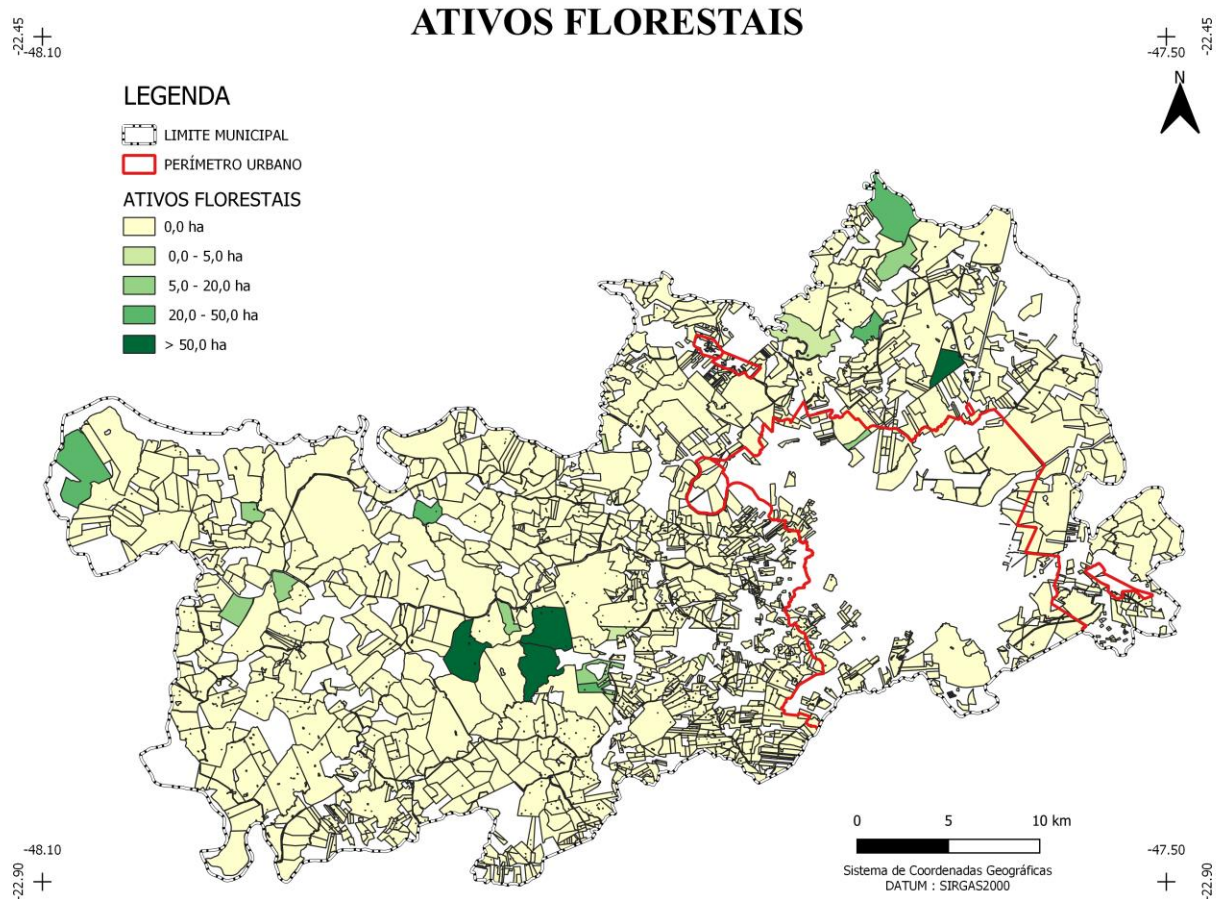 ATIVOS FLORESTAIS
-22.45
-48.10
-47.50
-22.45
N
LEGENDA
LIMITE MUNICIPAL
PERÍMETRO URBANO
ATIVOS FLORESTAIS
0,0 ha
0,0 - 5,0 ha
5,0 - 20,0 ha
20,0 - 50,0 ha
> 50,0 ha
0 5 10 km
Sistema de Coordenadas Geográficas
DATUM : SIRGAS2000
-48.10
-22.90
-47.50
-22.90